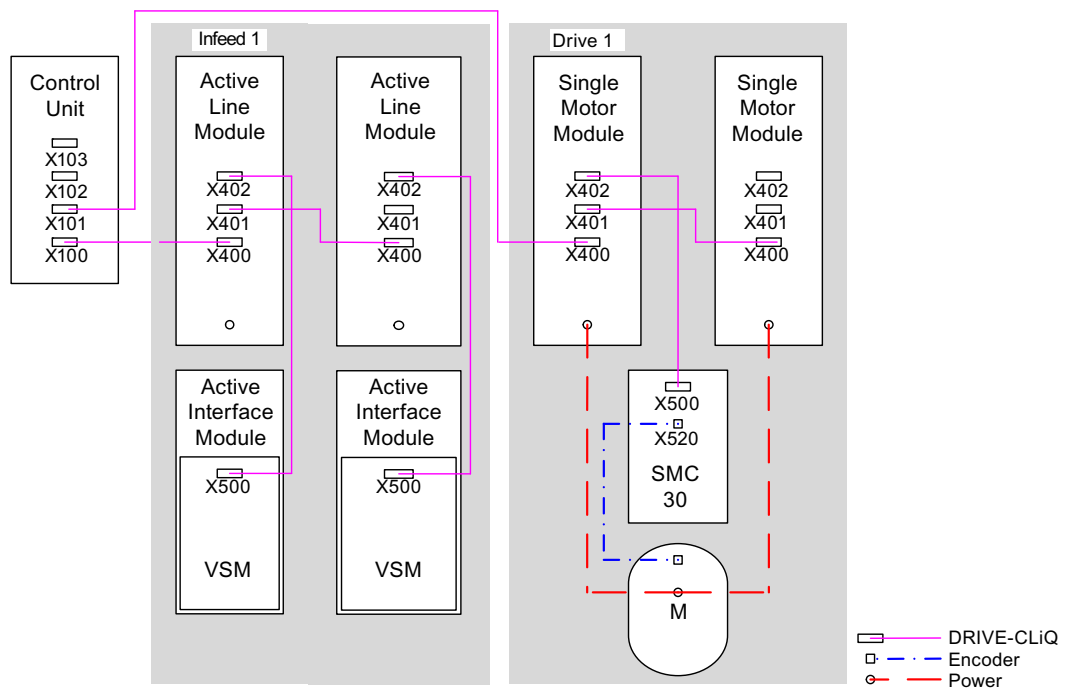 Infeed 1
Drive 1
Control
Unit
X103
X102
X101
X100
Active
Line
Module
X402
X401
X400
Active
Line
Module
X402
X401
X400
Single
Motor
Module
X402
X401
X400
Single
Motor
Module
X402
X401
X400
Active
Interface
Module
X500
VSM
Active
Interface
Module
X500
VSM
X500
X520
SMC
30
M
DRIVE-CLiQ
Encoder
Power